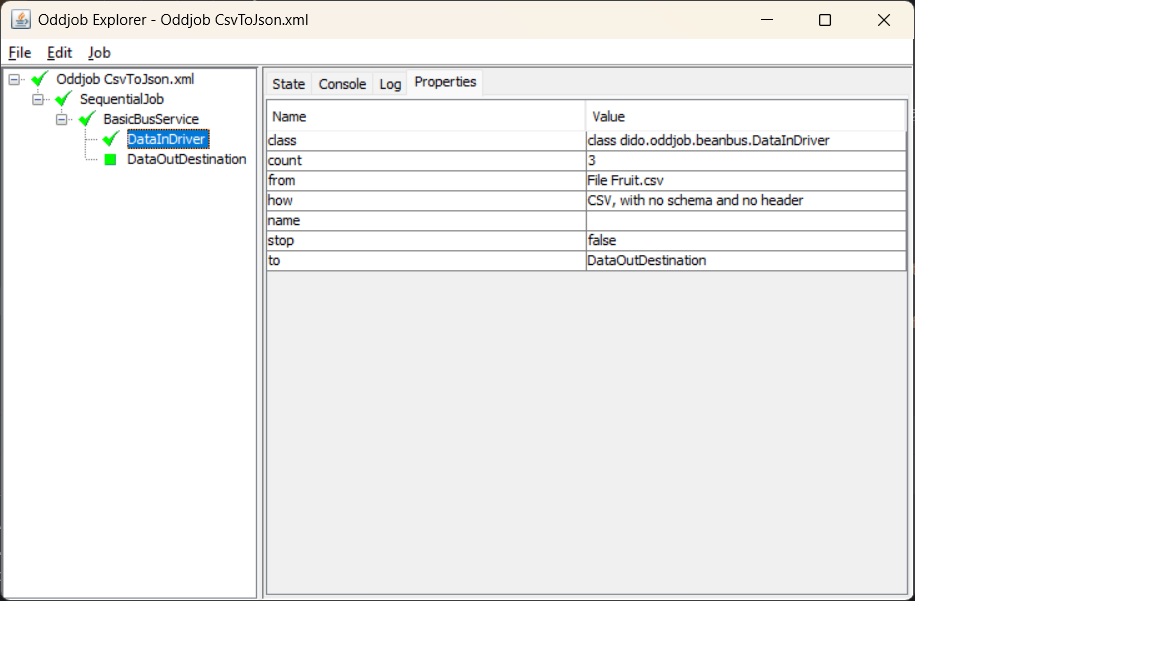 Oddjob Explorer - Oddjob CsvToJson.xml
File Edit Job
Oddjob CsvToJson.xml
SequentialJob
BasicBusService
DataInDriver
DataOutDestination
State Console Log Properties
Name Value
class class dido.oddjob.beanbus.DataInDriver
count 3
from File Fruit.csv
how CSV, with no schema and no header
name
stop false
to DataOutDestination